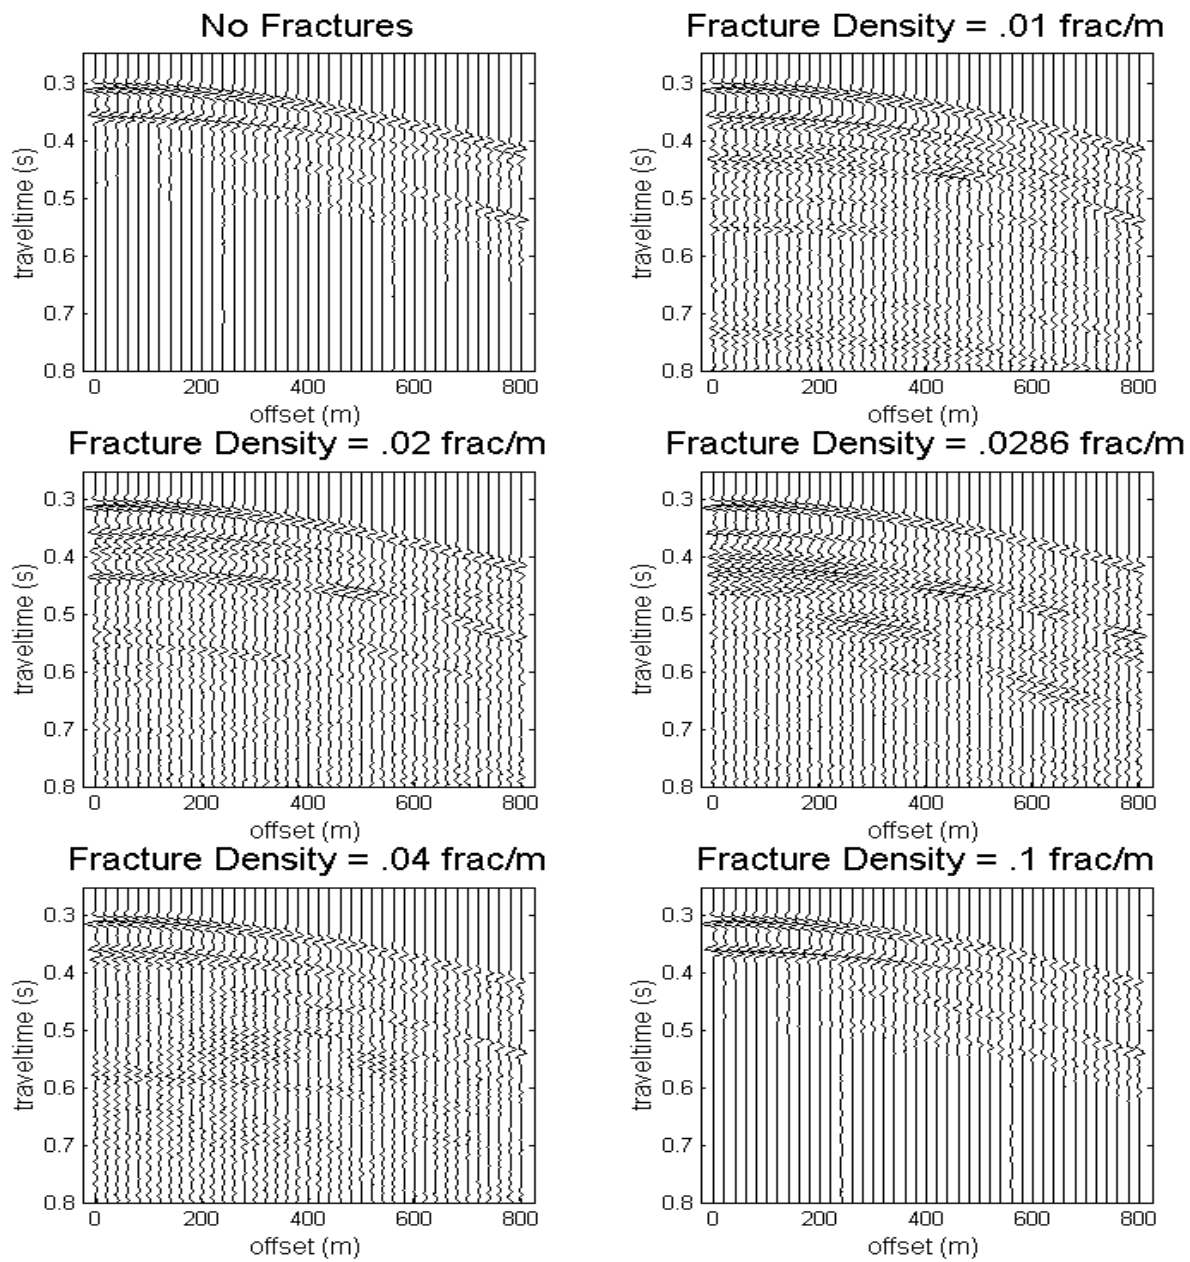 No Fractures
0.3
0.4
0.5
0.6
0.7
0.8
traveltime (s)
0 200 400 600 800
offset (m)
Fracture Density = .01 frac/m
0.3
0.4
0.5
0.6
0.7
0.8
traveltime (s)
0 200 400 600 800
offset (m)
Fracture Density = .02 frac/m
0.3
0.4
0.5
0.6
0.7
0.8
traveltime (s)
0 200 400 600 800
offset (m)
Fracture Density = .0286 frac/m
0.3
0.4
0.5
0.6
0.7
0.8
traveltime (s)
0 200 400 600 800
offset (m)
Fracture Density = .04 frac/m
0.3
0.4
0.5
0.6
0.7
0.8
traveltime (s)
0 200 400 600 800
offset (m)
Fracture Density = .1 frac/m
0.3
0.4
0.5
0.6
0.7
0.8
traveltime (s)
0 200 400 600 800
offset (m)